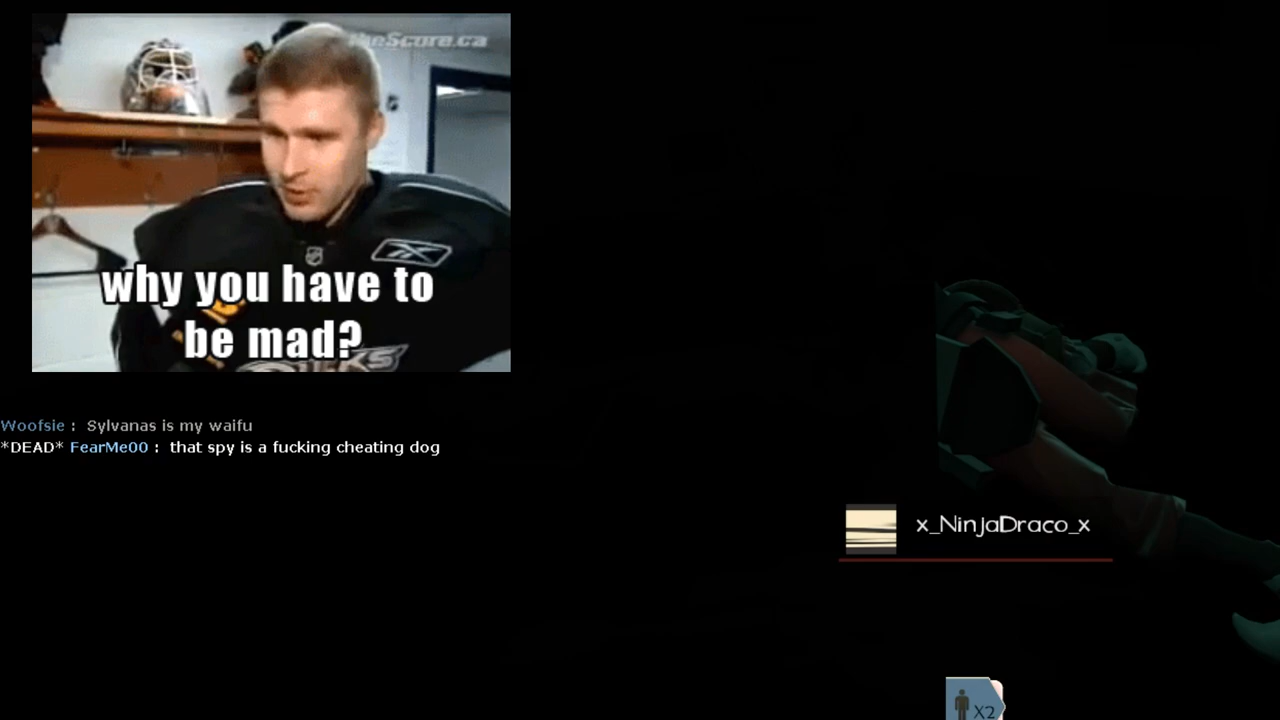 theScore.ca
why you have to
be mad?
Woofsie : Sylvanas is my waifu
*DEAD* FearMe00 : that spy is a fucking cheating dog
x_NinjaDraco_x
X2